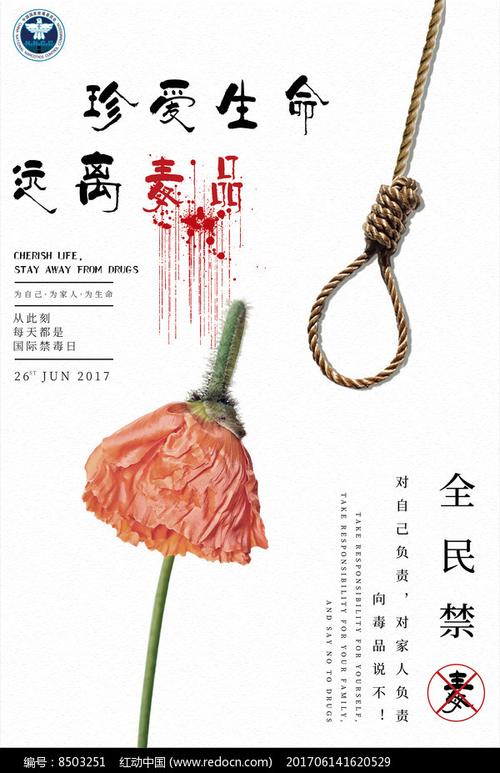 珍爱生命
远离毒品
CHERISH LIFE,
STAY AWAY FROM DRUGS
为自己·为家人·为生命
从此刻
每天都是
国际禁毒日
26ST JUN 2017
全民禁毒
对自己负责，对家人负责
向毒品说不！
TAKE RESPONSIBILITY FOR YOURSELF,
TAKE RESPONSIBILITY FOR YOUR FAMILY,
AND SAY NO TO DRUGS
编号：8503251 红动中国 (www.redocn.com) 201706141620529